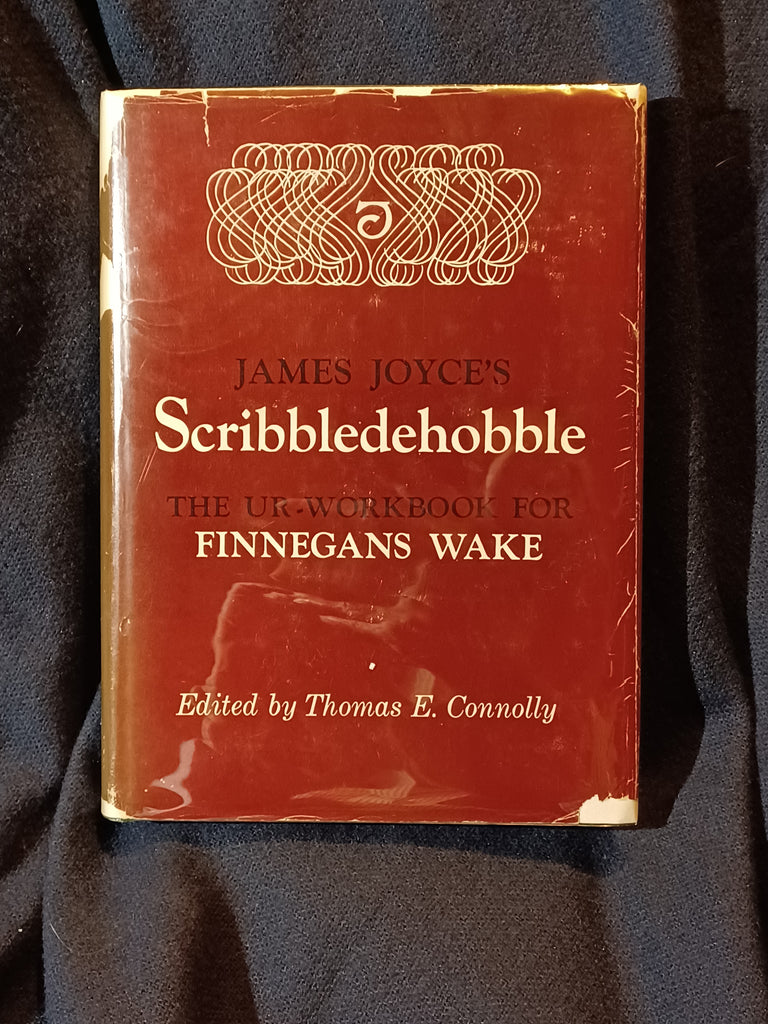 J
JAMES JOYCE'S
Scribbledehobble
THE UR-WORKBOOK FOR
FINNEGANS WAKE
Edited by Thomas E. Connolly